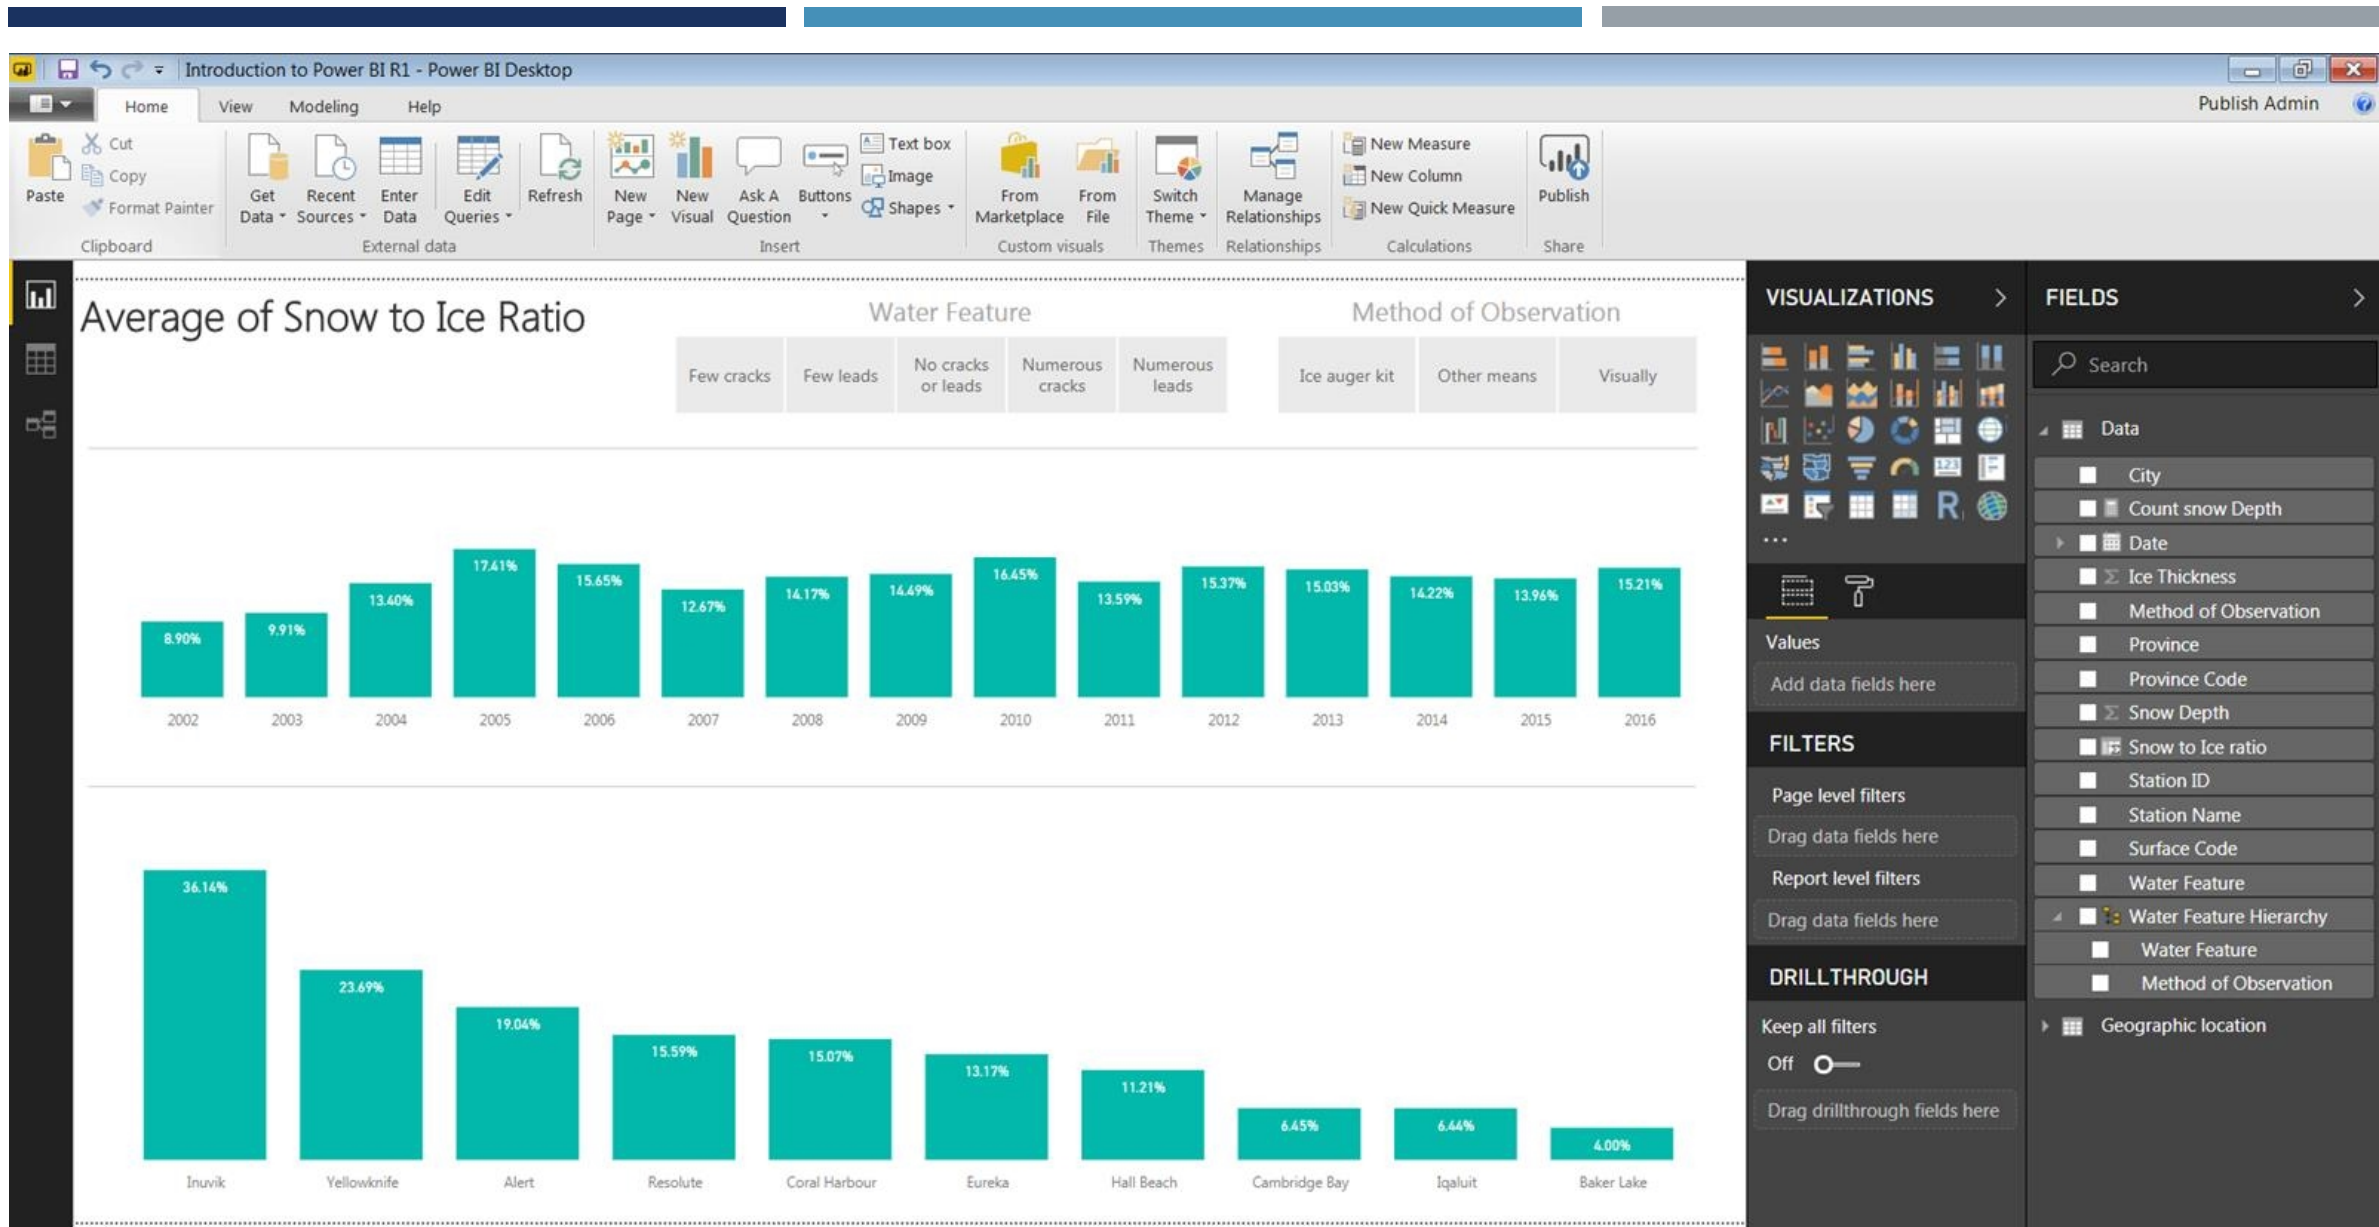 Introduction to Power BI R1 - Power BI Desktop
Home View Modeling Help Publish Admin
Paste
Cut
Copy
Format Painter
Clipboard
Get Data
Recent Sources
Enter Data
Edit Queries
Refresh
External data
New Page
New Visual
Ask A Question
Buttons
Text box
Image
Shapes
Insert
From Marketplace
From File
Custom visuals
Switch Theme
Themes
Manage Relationships
Relationships
New Measure
New Column
New Quick Measure
Calculations
Publish
Share
Average of Snow to Ice Ratio
Water Feature
Few cracks
Few leads
No cracks or leads
Numerous cracks
Numerous leads
Method of Observation
Ice auger kit
Other means
Visually
8.90% 9.91% 13.40% 17.41% 15.65% 12.67% 14.17% 14.49% 16.45% 13.59% 15.37% 15.03% 14.22% 13.96% 15.21%
2002 2003 2004 2005 2006 2007 2008 2009 2010 2011 2012 2013 2014 2015 2016
36.14% 23.69% 19.04% 15.59% 15.07% 13.17% 11.21% 6.45% 6.44% 4.00%
Inuvik Yellowknife Alert Resolute Coral Harbour Eureka Hall Beach Cambridge Bay Iqaluit Baker Lake
VISUALIZATIONS
123
R
Values
Add data fields here
FILTERS
Page level filters
Drag data fields here
Report level filters
Drag data fields here
DRILLTHROUGH
Keep all filters
Off
Drag drillthrough fields here
FIELDS
Search
Data
City
Count snow Depth
Date
Σ Ice Thickness
Method of Observation
Province
Province Code
Σ Snow Depth
Snow to Ice ratio
Station ID
Station Name
Surface Code
Water Feature
Water Feature Hierarchy
Water Feature
Method of Observation
Geographic location